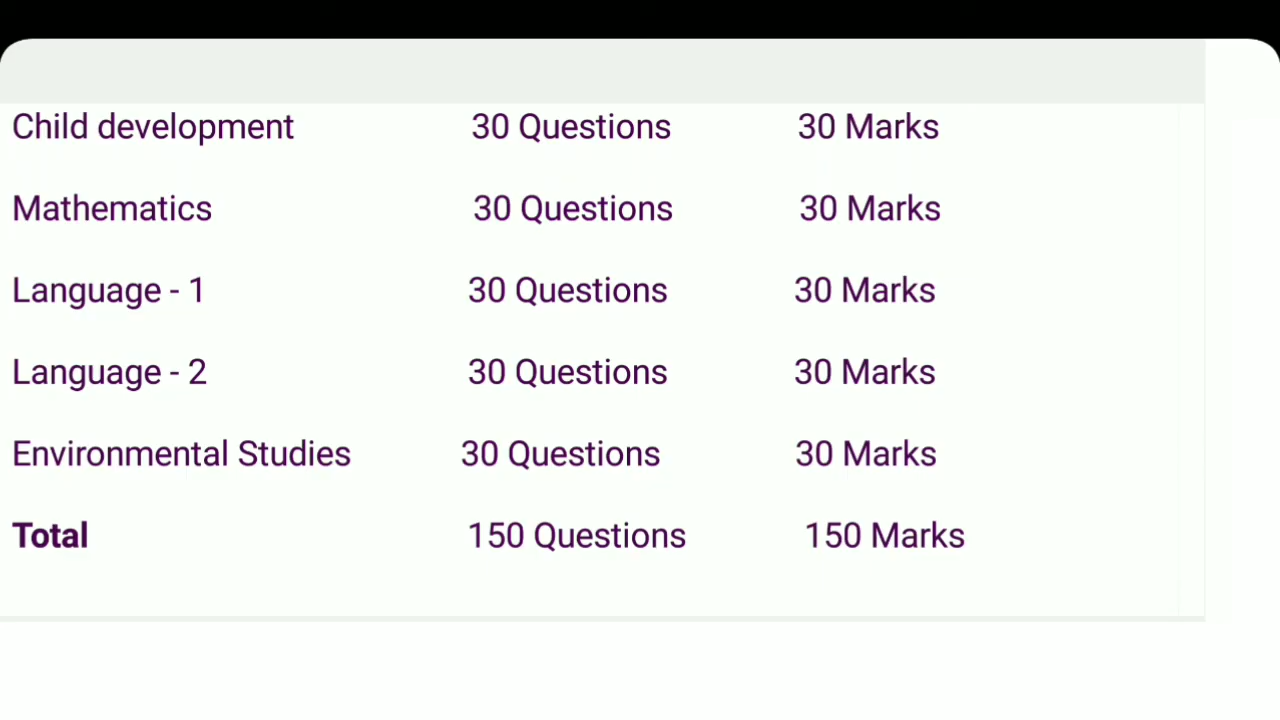 Child development 30 Questions 30 Marks
Mathematics 30 Questions 30 Marks
Language - 1 30 Questions 30 Marks
Language - 2 30 Questions 30 Marks
Environmental Studies 30 Questions 30 Marks
Total 150 Questions 150 Marks